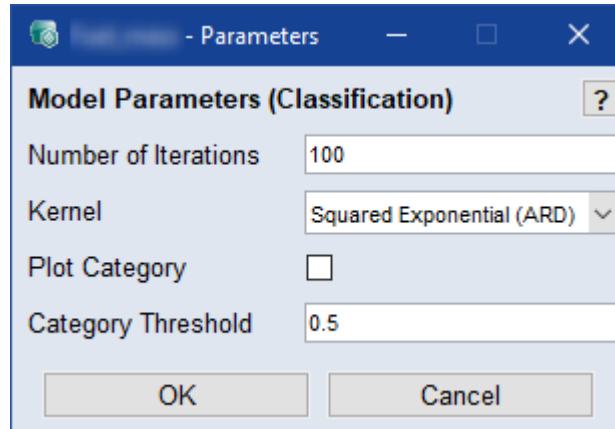 - Parameters
Model Parameters (Classification) ?
Number of Iterations 100
Kernel Squared Exponential (ARD)
Plot Category
Category Threshold 0.5
OK Cancel